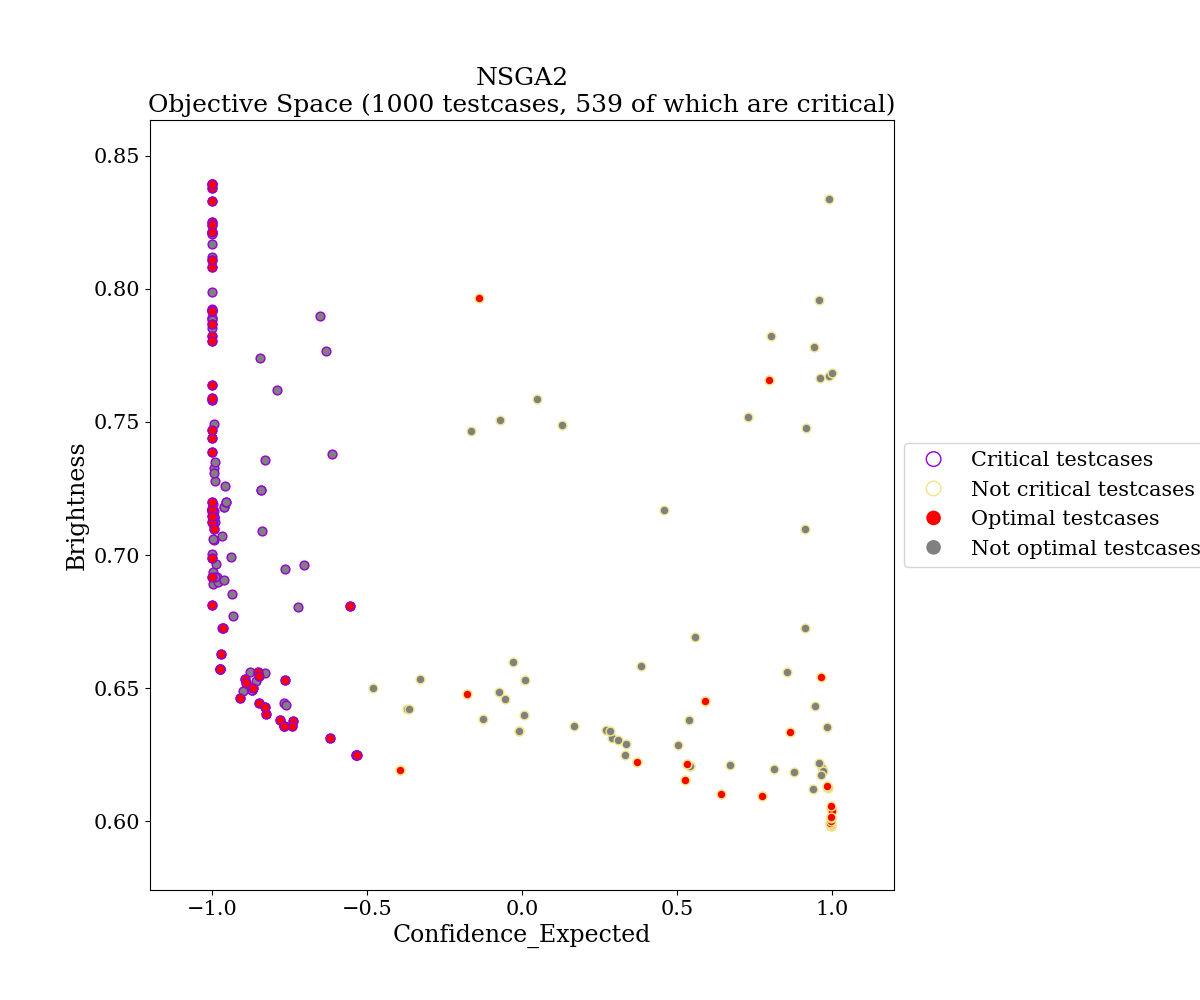 NSGA2
Objective Space (1000 testcases, 539 of which are critical)
0.85
0.80
0.75
0.70
0.65
0.60
Brightness
−1.0
−0.5
0.0
0.5
1.0
Confidence_Expected
Critical testcases
Not critical testcases
Optimal testcases
Not optimal testcases